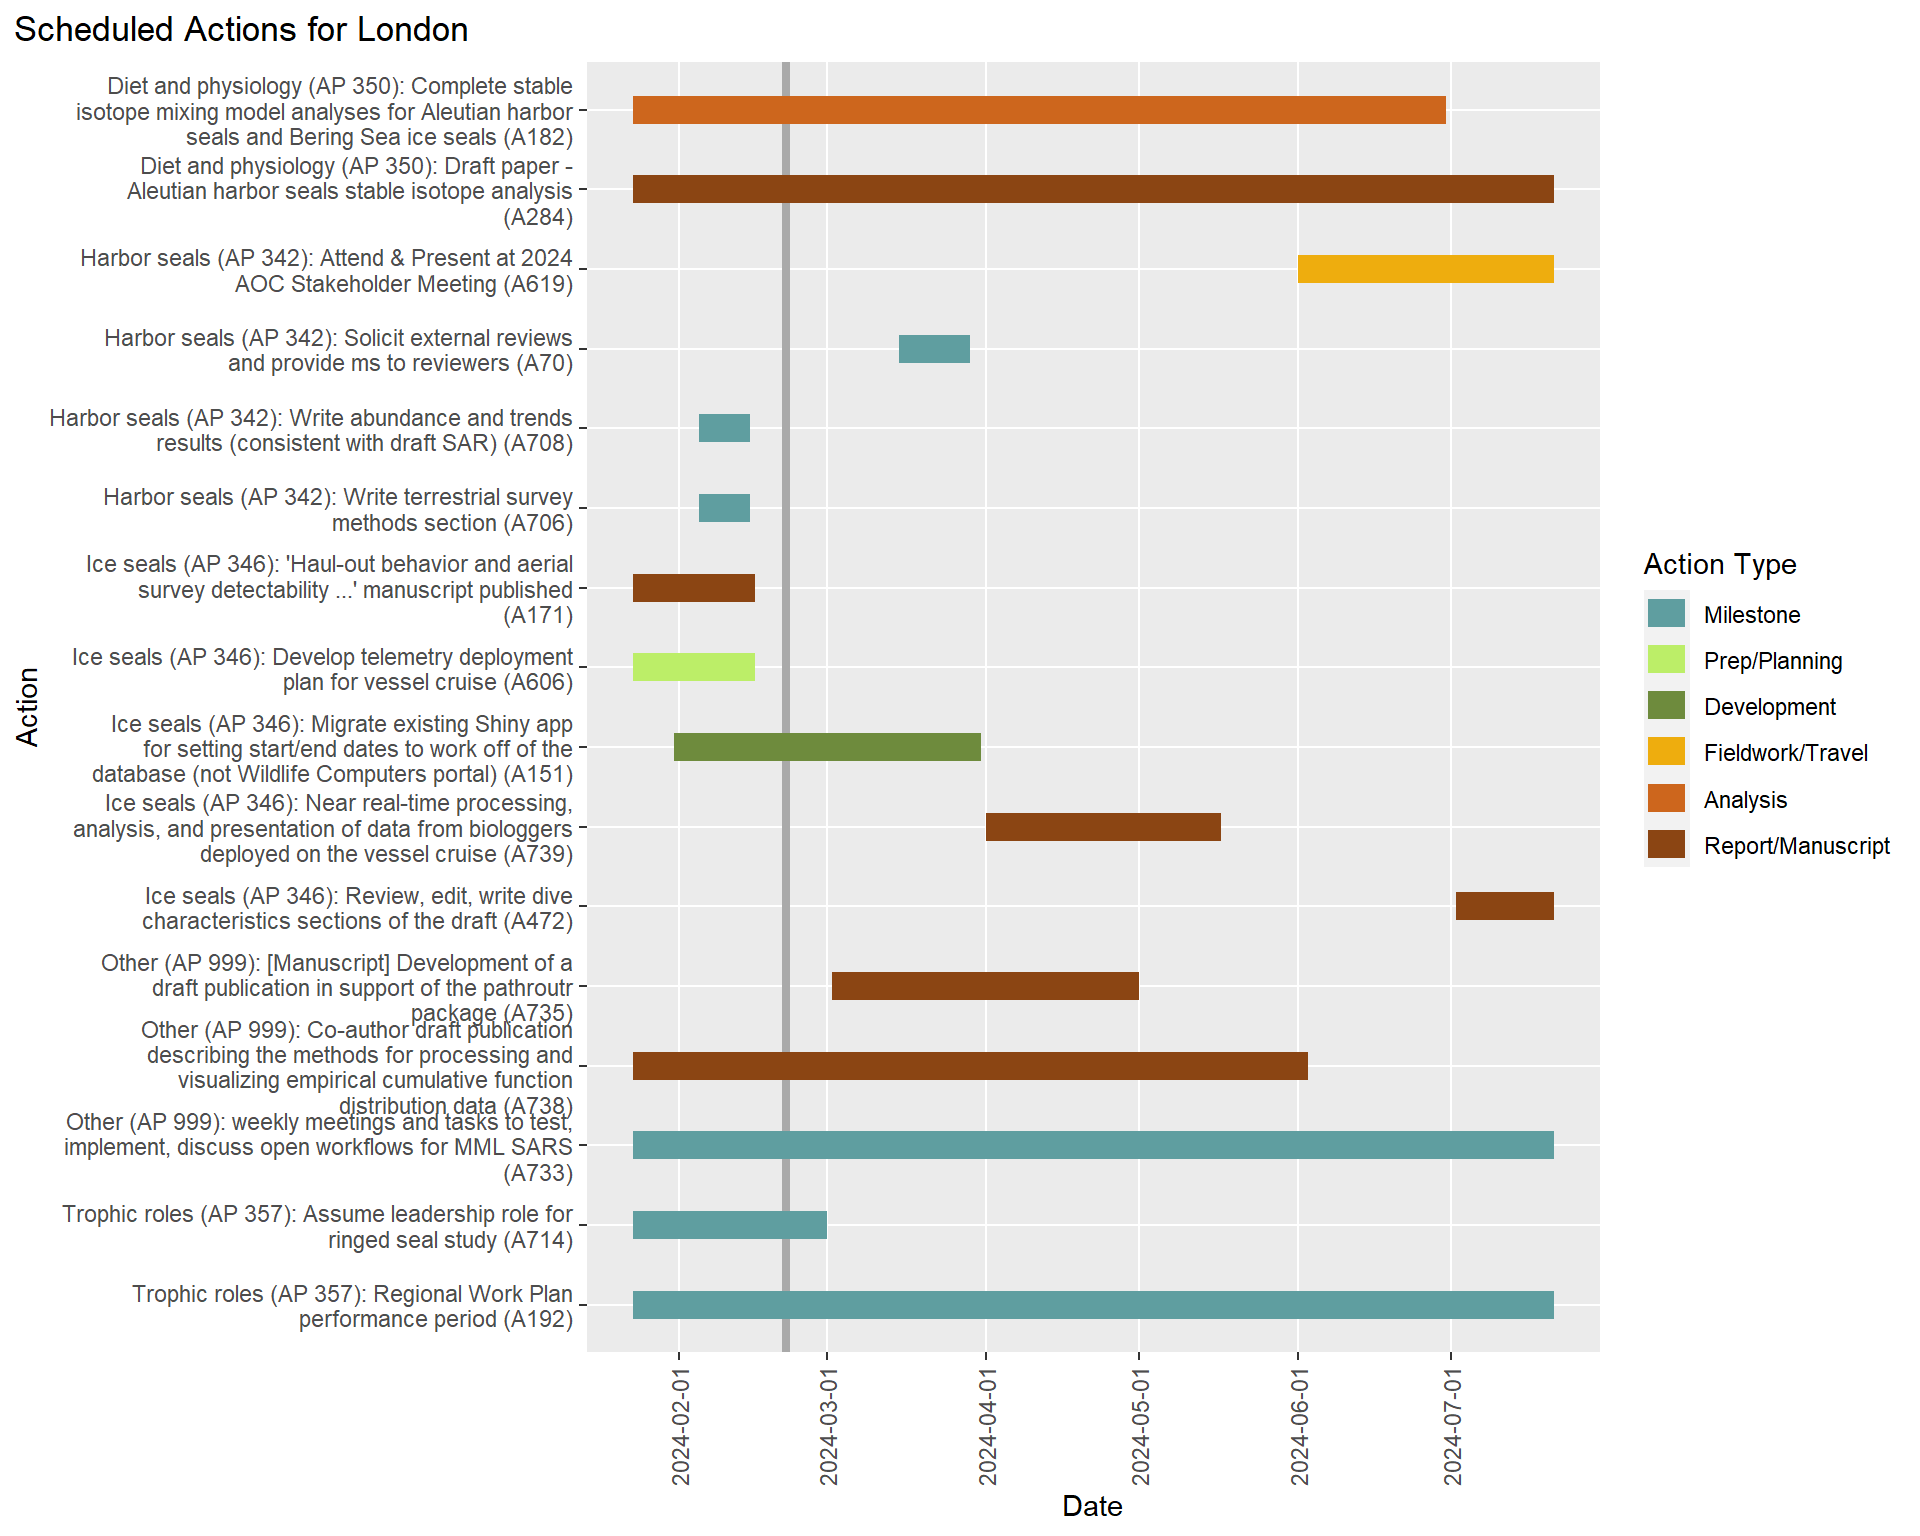 Scheduled Actions for London
Diet and physiology (AP 350): Complete stable
isotope mixing model analyses for Aleutian harbor
seals and Bering Sea ice seals (A182)
Diet and physiology (AP 350): Draft paper -
Aleutian harbor seals stable isotope analysis
(A284)
Harbor seals (AP 342): Attend & Present at 2024
AOC Stakeholder Meeting (A619)
Harbor seals (AP 342): Solicit external reviews
and provide ms to reviewers (A70)
Harbor seals (AP 342): Write abundance and trends
results (consistent with draft SAR) (A708)
Harbor seals (AP 342): Write terrestrial survey
methods section (A706)
Ice seals (AP 346): 'Haul-out behavior and aerial
survey detectability ...' manuscript published
(A171)
Ice seals (AP 346): Develop telemetry deployment
plan for vessel cruise (A606)
Ice seals (AP 346): Migrate existing Shiny app
for setting start/end dates to work off of the
database (not Wildlife Computers portal) (A151)
Ice seals (AP 346): Near real-time processing,
analysis, and presentation of data from biologgers
deployed on the vessel cruise (A739)
Ice seals (AP 346): Review, edit, write dive
characteristics sections of the draft (A472)
Other (AP 999): [Manuscript] Development of a
draft publication in support of the pathroutr
package (A735)
Other (AP 999): Co-author draft publication
describing the methods for processing and
visualizing empirical cumulative function
distribution data (A738)
Other (AP 999): weekly meetings and tasks to test,
implement, discuss open workflows for MML SARS
(A733)
Trophic roles (AP 357): Assume leadership role for
ringed seal study (A714)
Trophic roles (AP 357): Regional Work Plan
performance period (A192)
Action
2024-02-01
2024-03-01
2024-04-01
2024-05-01
2024-06-01
2024-07-01
Date
Action Type
Milestone
Prep/Planning
Development
Fieldwork/Travel
Analysis
Report/Manuscript